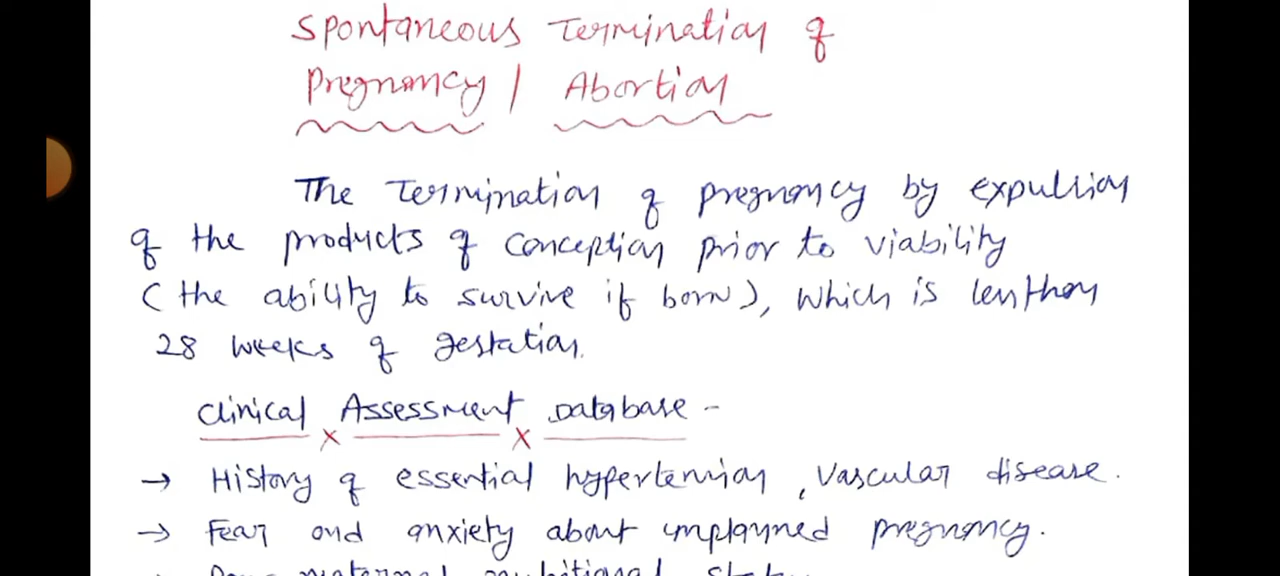 Spontaneous Termination of
Pregnancy / Abortion
The Termination of pregnancy by expulsion
of the products of conception prior to viability
(the ability to survive if born), which is less than
28 weeks of gestation.
Clinical Assessment Database -
→ History of essential hypertension, vascular disease.
→ Fear and anxiety about unplanned pregnancy.
maternal nutritional